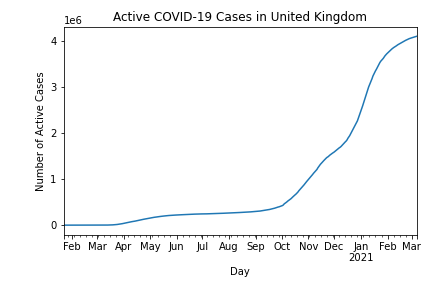 Active COVID-19 Cases in United Kingdom
1e6
4
3
2
1
0
Number of Active Cases
Feb Mar Apr May Jun Jul Aug Sep Oct Nov Dec Jan Feb Mar
2021
Day